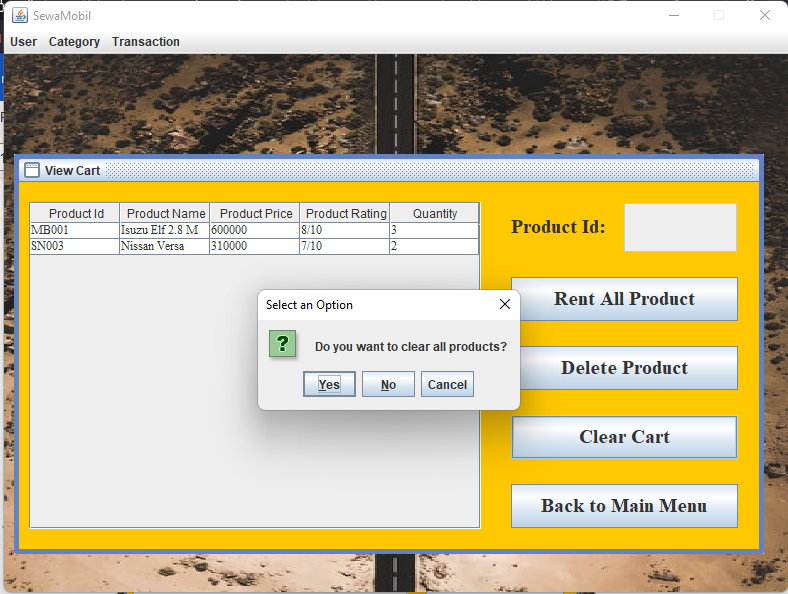 SewaMobil
User Category Transaction
View Cart
Product Id Product Name Product Price Product Rating Quantity
MB001 Isuzu Elf 2.8 M 600000 8/10 3
SN003 Nissan Versa 310000 7/10 2
Product Id:
Rent All Product
Delete Product
Clear Cart
Back to Main Menu
Select an Option
? Do you want to clear all products?
Yes No Cancel